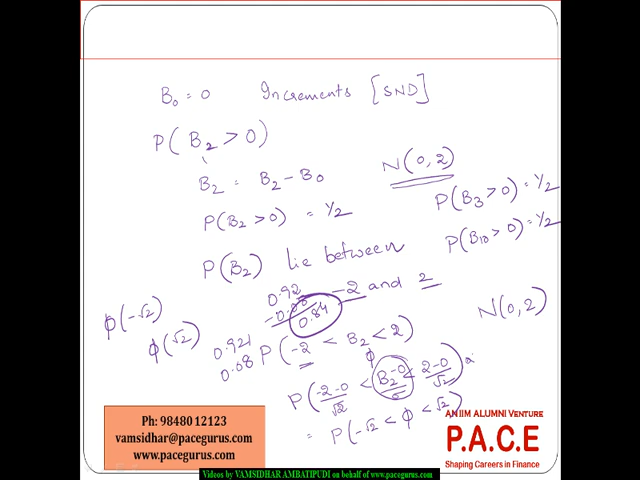 B₀ = 0 Increments [SND]
P(B₂ > 0)
B₂ = B₂ − B₀ N(0, 2)
P(B₂ > 0) = 1/2 P(B₃ > 0) = 1/2
P(B₁₀ > 0) = 1/2
P(B₂) lie between
−2 and 2
0.92
−0.08
0.84
N(0, 2)
φ(−√2)
φ(√2)
0.921
0.08
P(−2 < B₂ < 2)
φ
P(−2−0/√2 < B₂−0/ < 2−0/√2)
= P(−√2 < φ < √2)
Ph: 98480 12123
vamsidhar@pacegurus.com
www.pacegurus.com
AN IIM ALUMNI VENTURE
P.A.C.E
Shaping Careers in Finance
Videos by VAMSIDHAR AMBATIPUDI on behalf of www.pacegurus.com